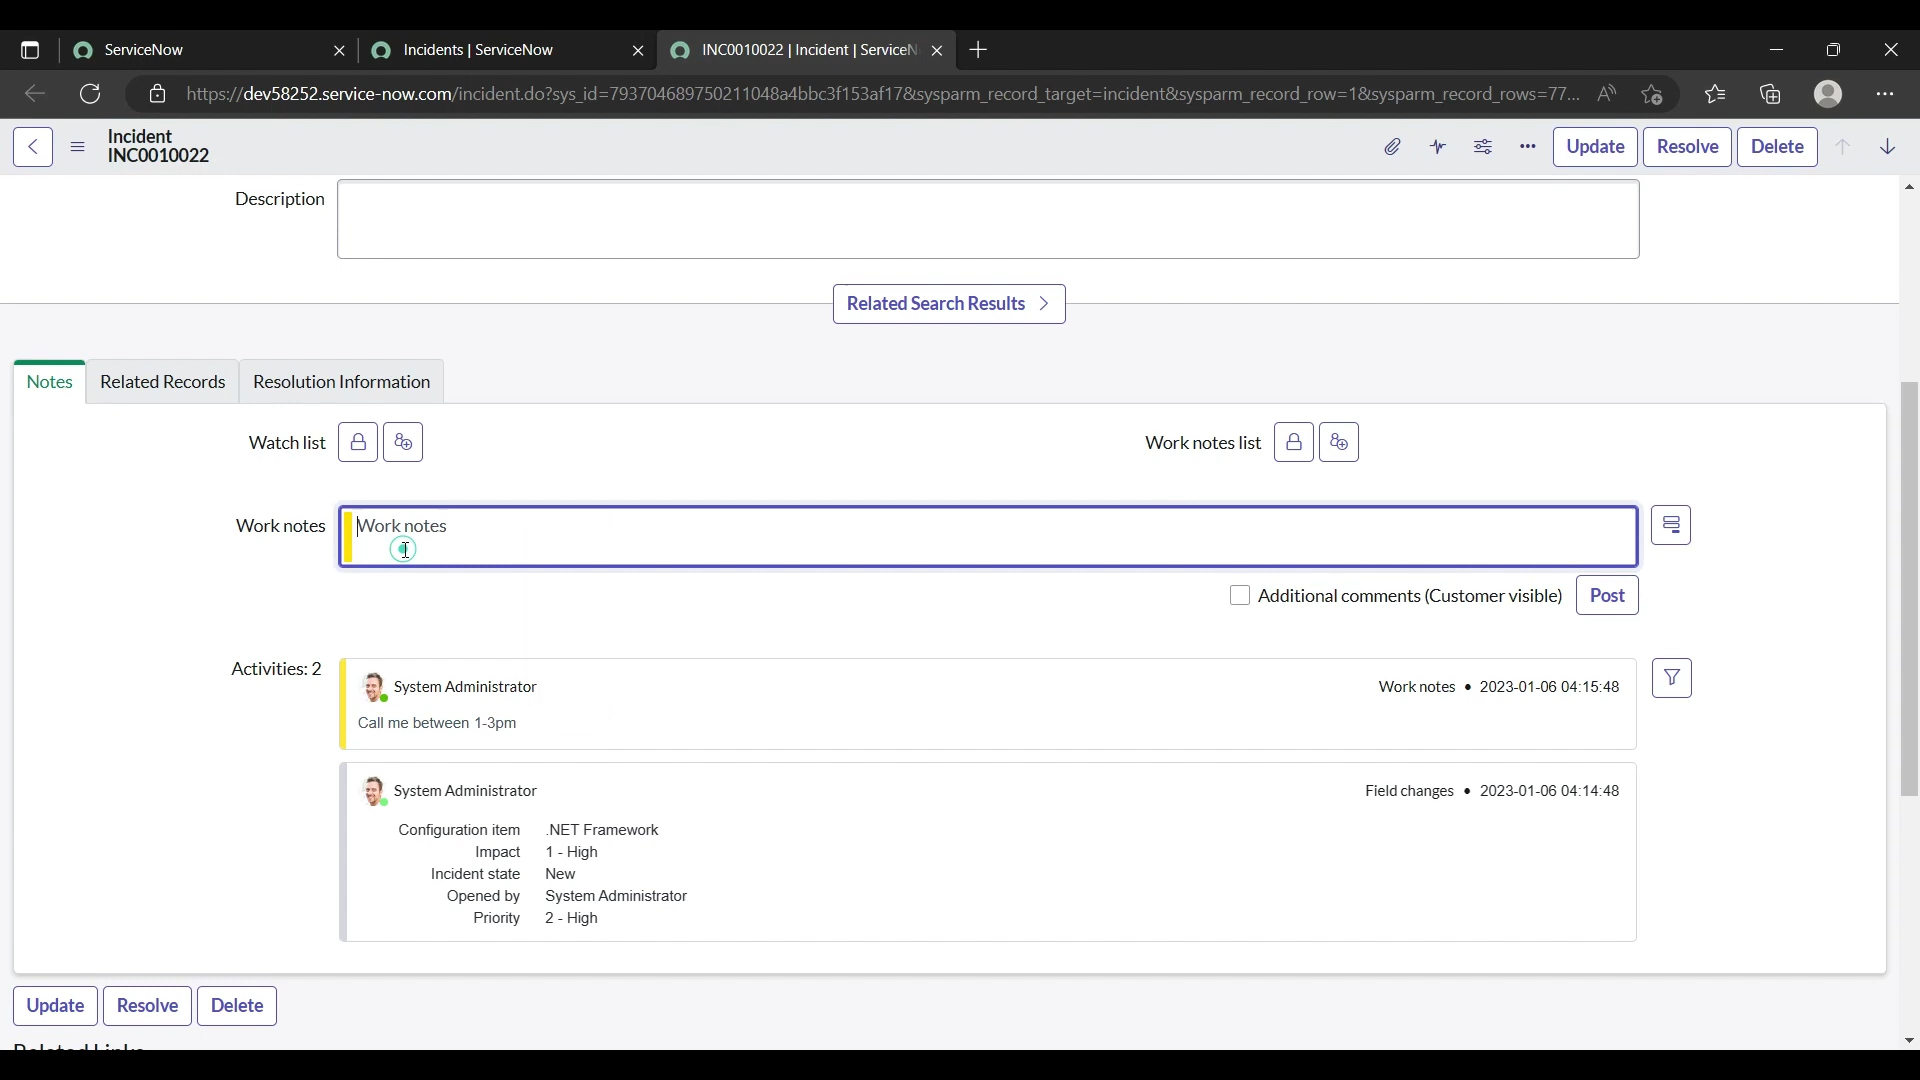 ServiceNow
Incidents | ServiceNow
INC0010022 | Incident | ServiceN
https://dev58252.service-now.com/incident.do?sys_id=793704689750211048a4bbc3f153af17&sysparm_record_target=incident&sysparm_record_row=1&sysparm_record_rows=77...
Incident
INC0010022
Update
Resolve
Delete
Description
Related Search Results
Notes
Related Records
Resolution Information
Watch list
Work notes list
Work notes
Work notes
Additional comments (Customer visible)
Post
Activities: 2
System Administrator
Work notes • 2023-01-06 04:15:48
Call me between 1-3pm
System Administrator
Field changes • 2023-01-06 04:14:48
Configuration item .NET Framework
Impact 1 - High
Incident state New
Opened by System Administrator
Priority 2 - High
Update
Resolve
Delete